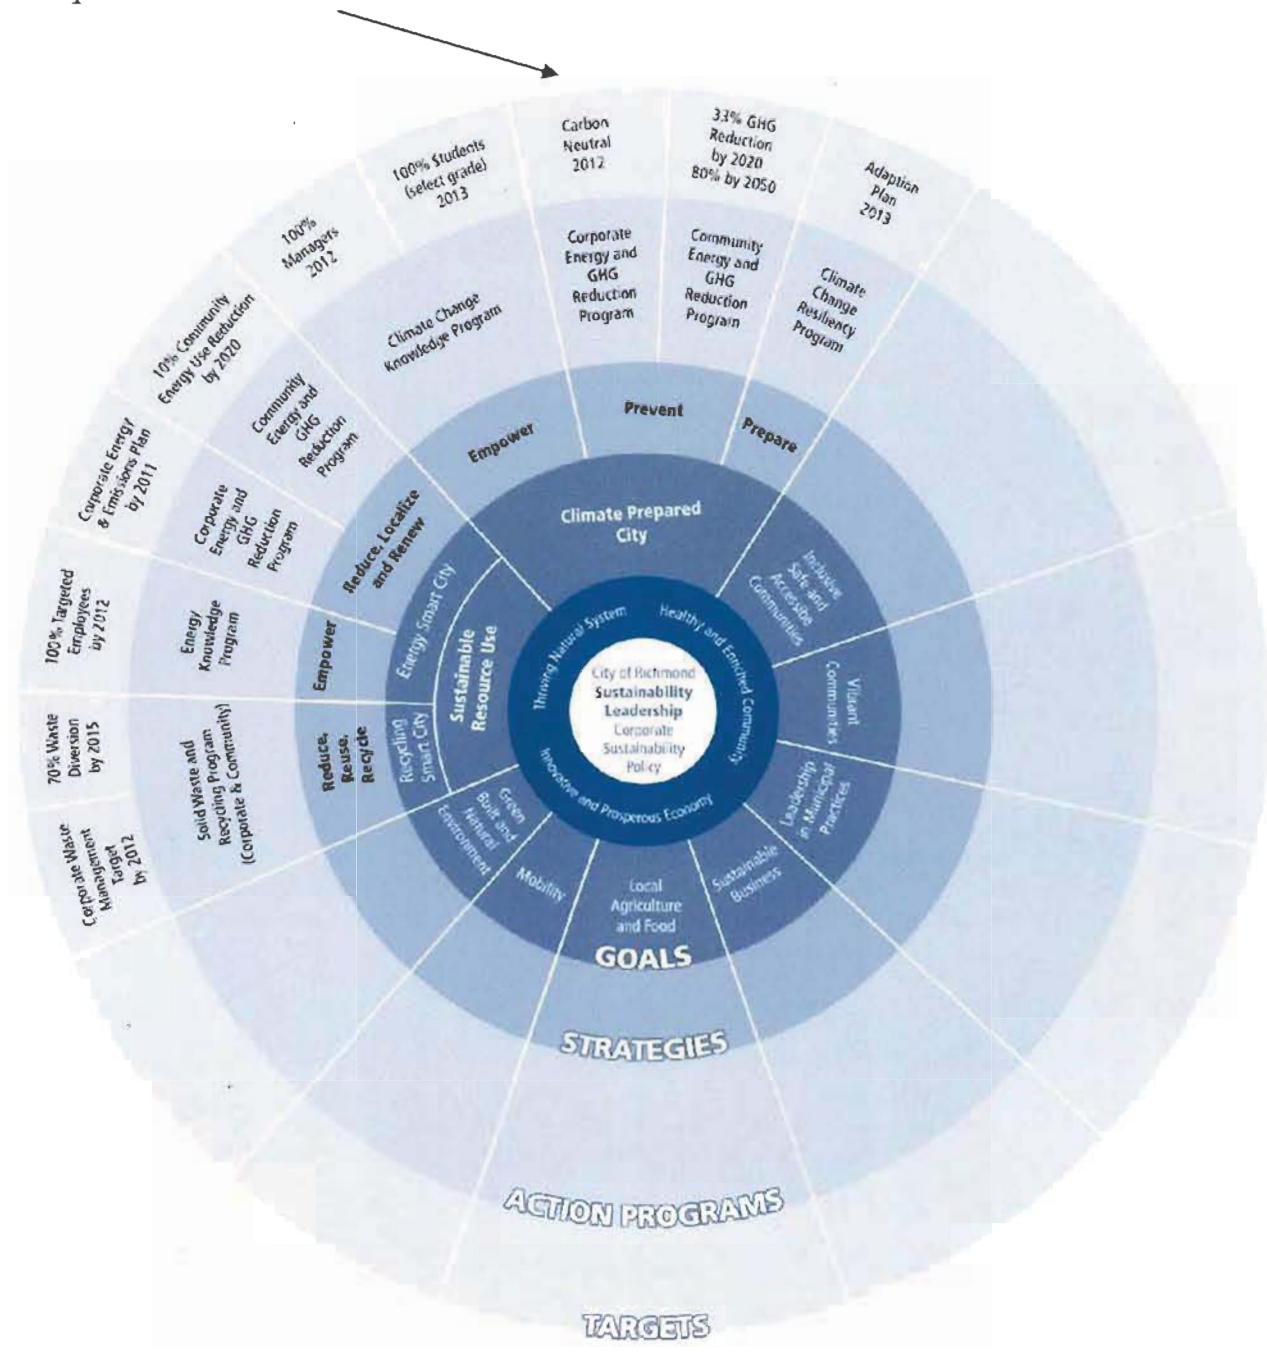 Carbon
Neutral
2012
33% GHG
Reduction
by 2020
80% by 2050
Adaption
Plan
2013
100% Students
(select grade)
2013
100%
Managers
2012
10% Community
Energy Use Reduction
by 2020
Corporate Energy
& Emissions Plan
by 2011
100% Targeted
Employees
by 2012
70% Waste
Diversion
by 2015
Corporate Waste
Management
Target
by 2012
Corporate
Energy and
GHG
Reduction
Program
Community
Energy and
GHG
Reduction
Program
Climate
Change
Resiliency
Program
Climate Change
Knowledge Program
Community
Energy and
GHG
Reduction
Program
Corporate
Energy and
GHG
Reduction
Program
Energy
Knowledge
Program
Solid Waste and
Recycling Program
(Corporate & Community)
Prevent
Prepare
Empower
Reduce, Localize
and Renew
Empower
Reduce,
Reuse,
Recycle
Climate Prepared
City
Inclusive
Safe and
Accessible
Communities
Vibrant
Communities
Leadership
in Municipal
Practices
Sustainable
Business
Local
Agriculture
and Food
Mobility
Green
Built and
Natural
Environment
Recycling
Smart City
Energy Smart City
Sustainable
Resource Use
Thriving Natural System
Healthy and Enriched Community
Innovative and Prosperous Economy
City of Richmond
Sustainability
Leadership
Corporate
Sustainability
Policy
GOALS
STRATEGIES
ACTION PROGRAMS
TARGETS